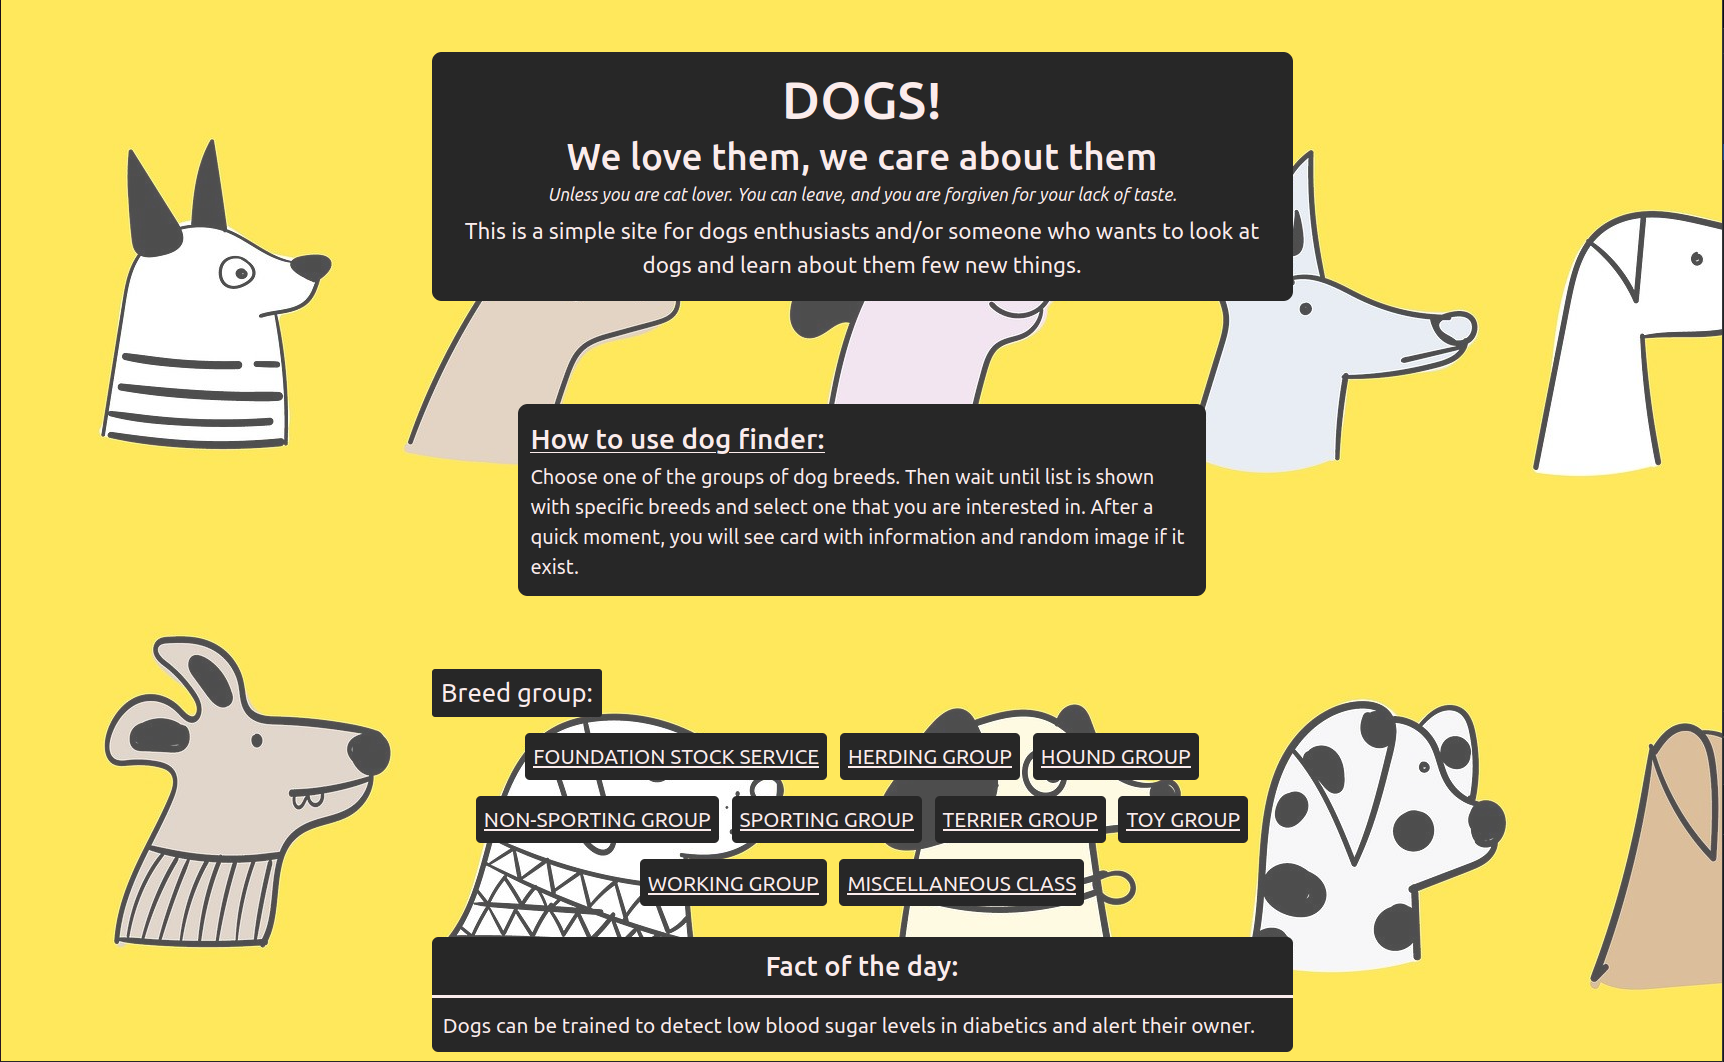 DOGS!
We love them, we care about them
Unless you are cat lover. You can leave, and you are forgiven for your lack of taste.
This is a simple site for dogs enthusiasts and/or someone who wants to look at
dogs and learn about them few new things.
How to use dog finder:
Choose one of the groups of dog breeds. Then wait until list is shown
with specific breeds and select one that you are interested in. After a
quick moment, you will see card with information and random image if it
exist.
Breed group:
FOUNDATION STOCK SERVICE HERDING GROUP HOUND GROUP
NON-SPORTING GROUP SPORTING GROUP TERRIER GROUP TOY GROUP
WORKING GROUP MISCELLANEOUS CLASS
Fact of the day:
Dogs can be trained to detect low blood sugar levels in diabetics and alert their owner.